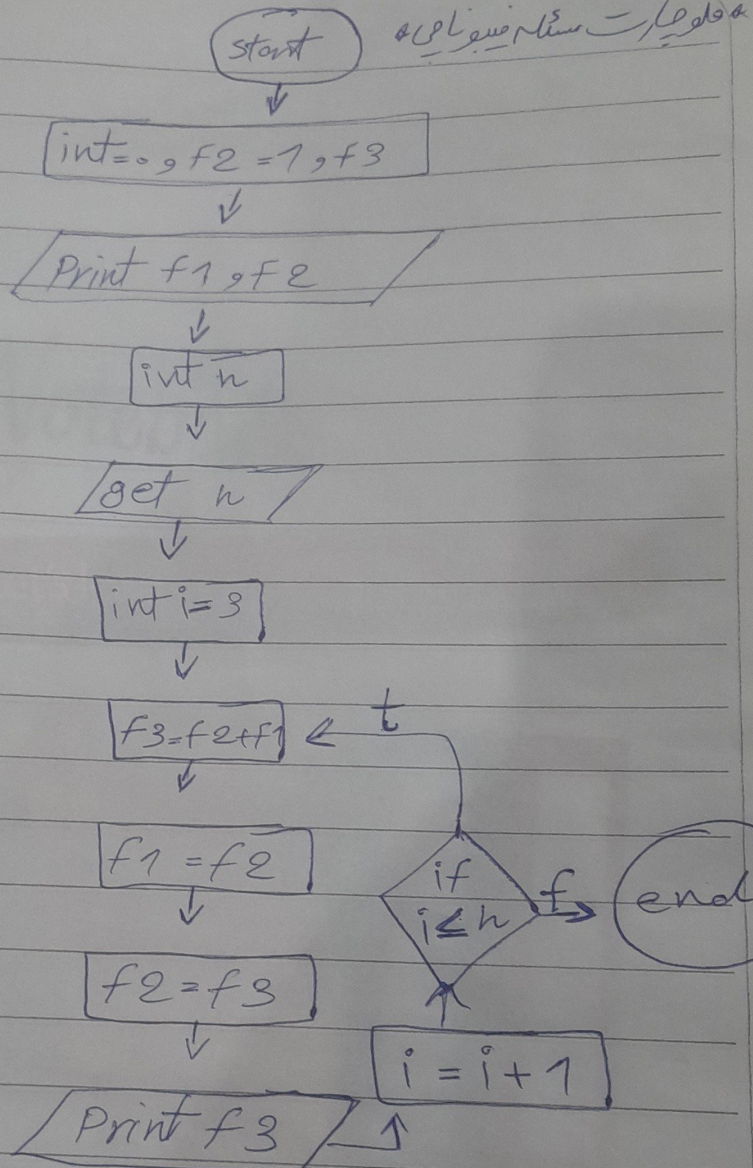 فلوچارت مسئله فیبوناچی
start
int=0, f2=1, f3
Print f1, f2
int n
get n
int i=3
f3=f2+f1
t
f1=f2
if
i≤n
f
end
f2=f3
i=i+1
Print f3